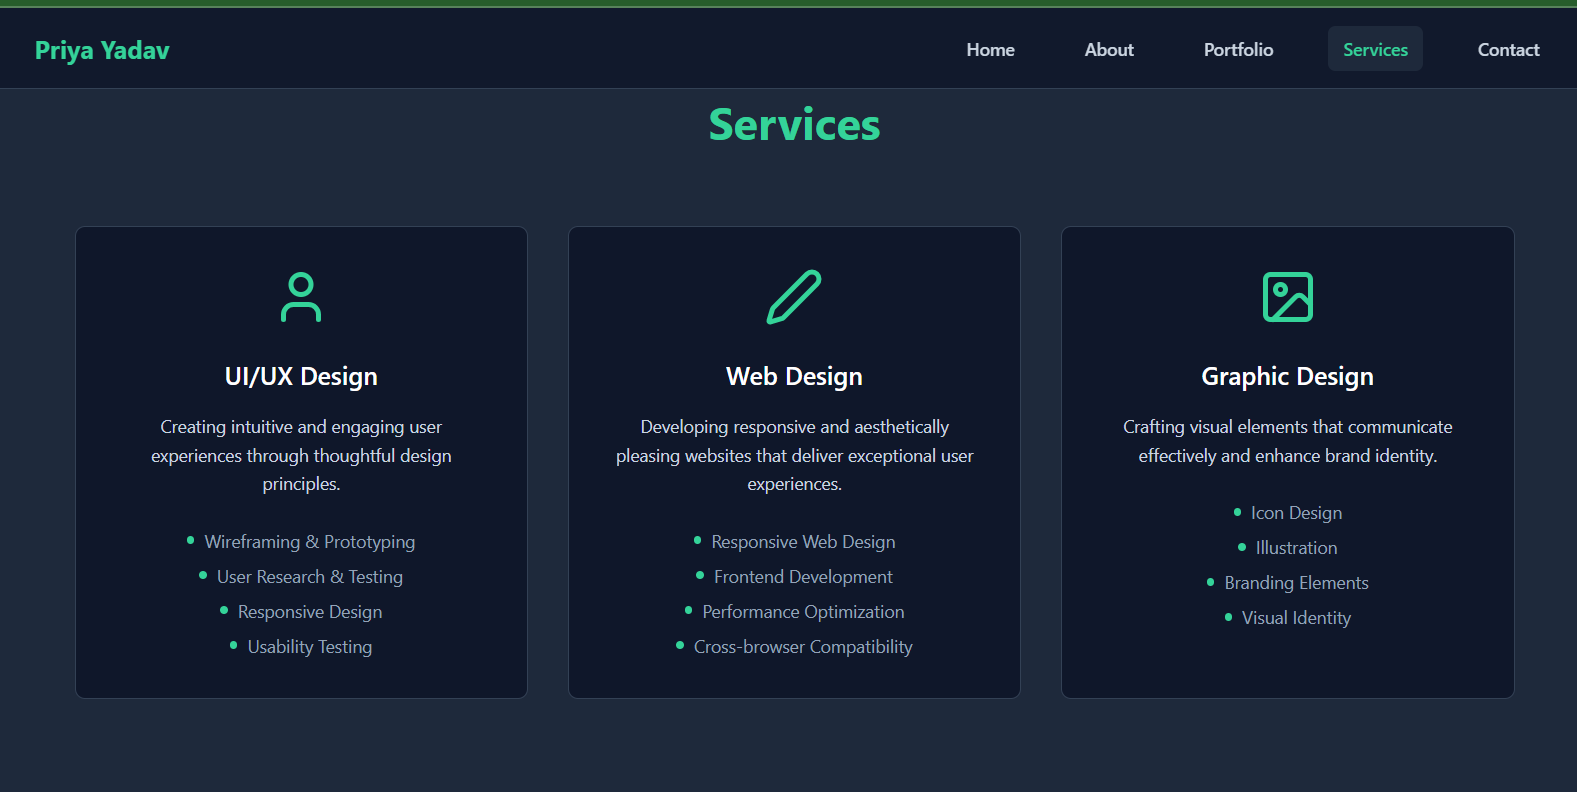 Priya Yadav
Home
About
Portfolio
Services
Contact
Services
UI/UX Design
Creating intuitive and engaging user
experiences through thoughtful design
principles.
Wireframing & Prototyping
User Research & Testing
Responsive Design
Usability Testing
Web Design
Developing responsive and aesthetically
pleasing websites that deliver exceptional user
experiences.
Responsive Web Design
Frontend Development
Performance Optimization
Cross-browser Compatibility
Graphic Design
Crafting visual elements that communicate
effectively and enhance brand identity.
Icon Design
Illustration
Branding Elements
Visual Identity